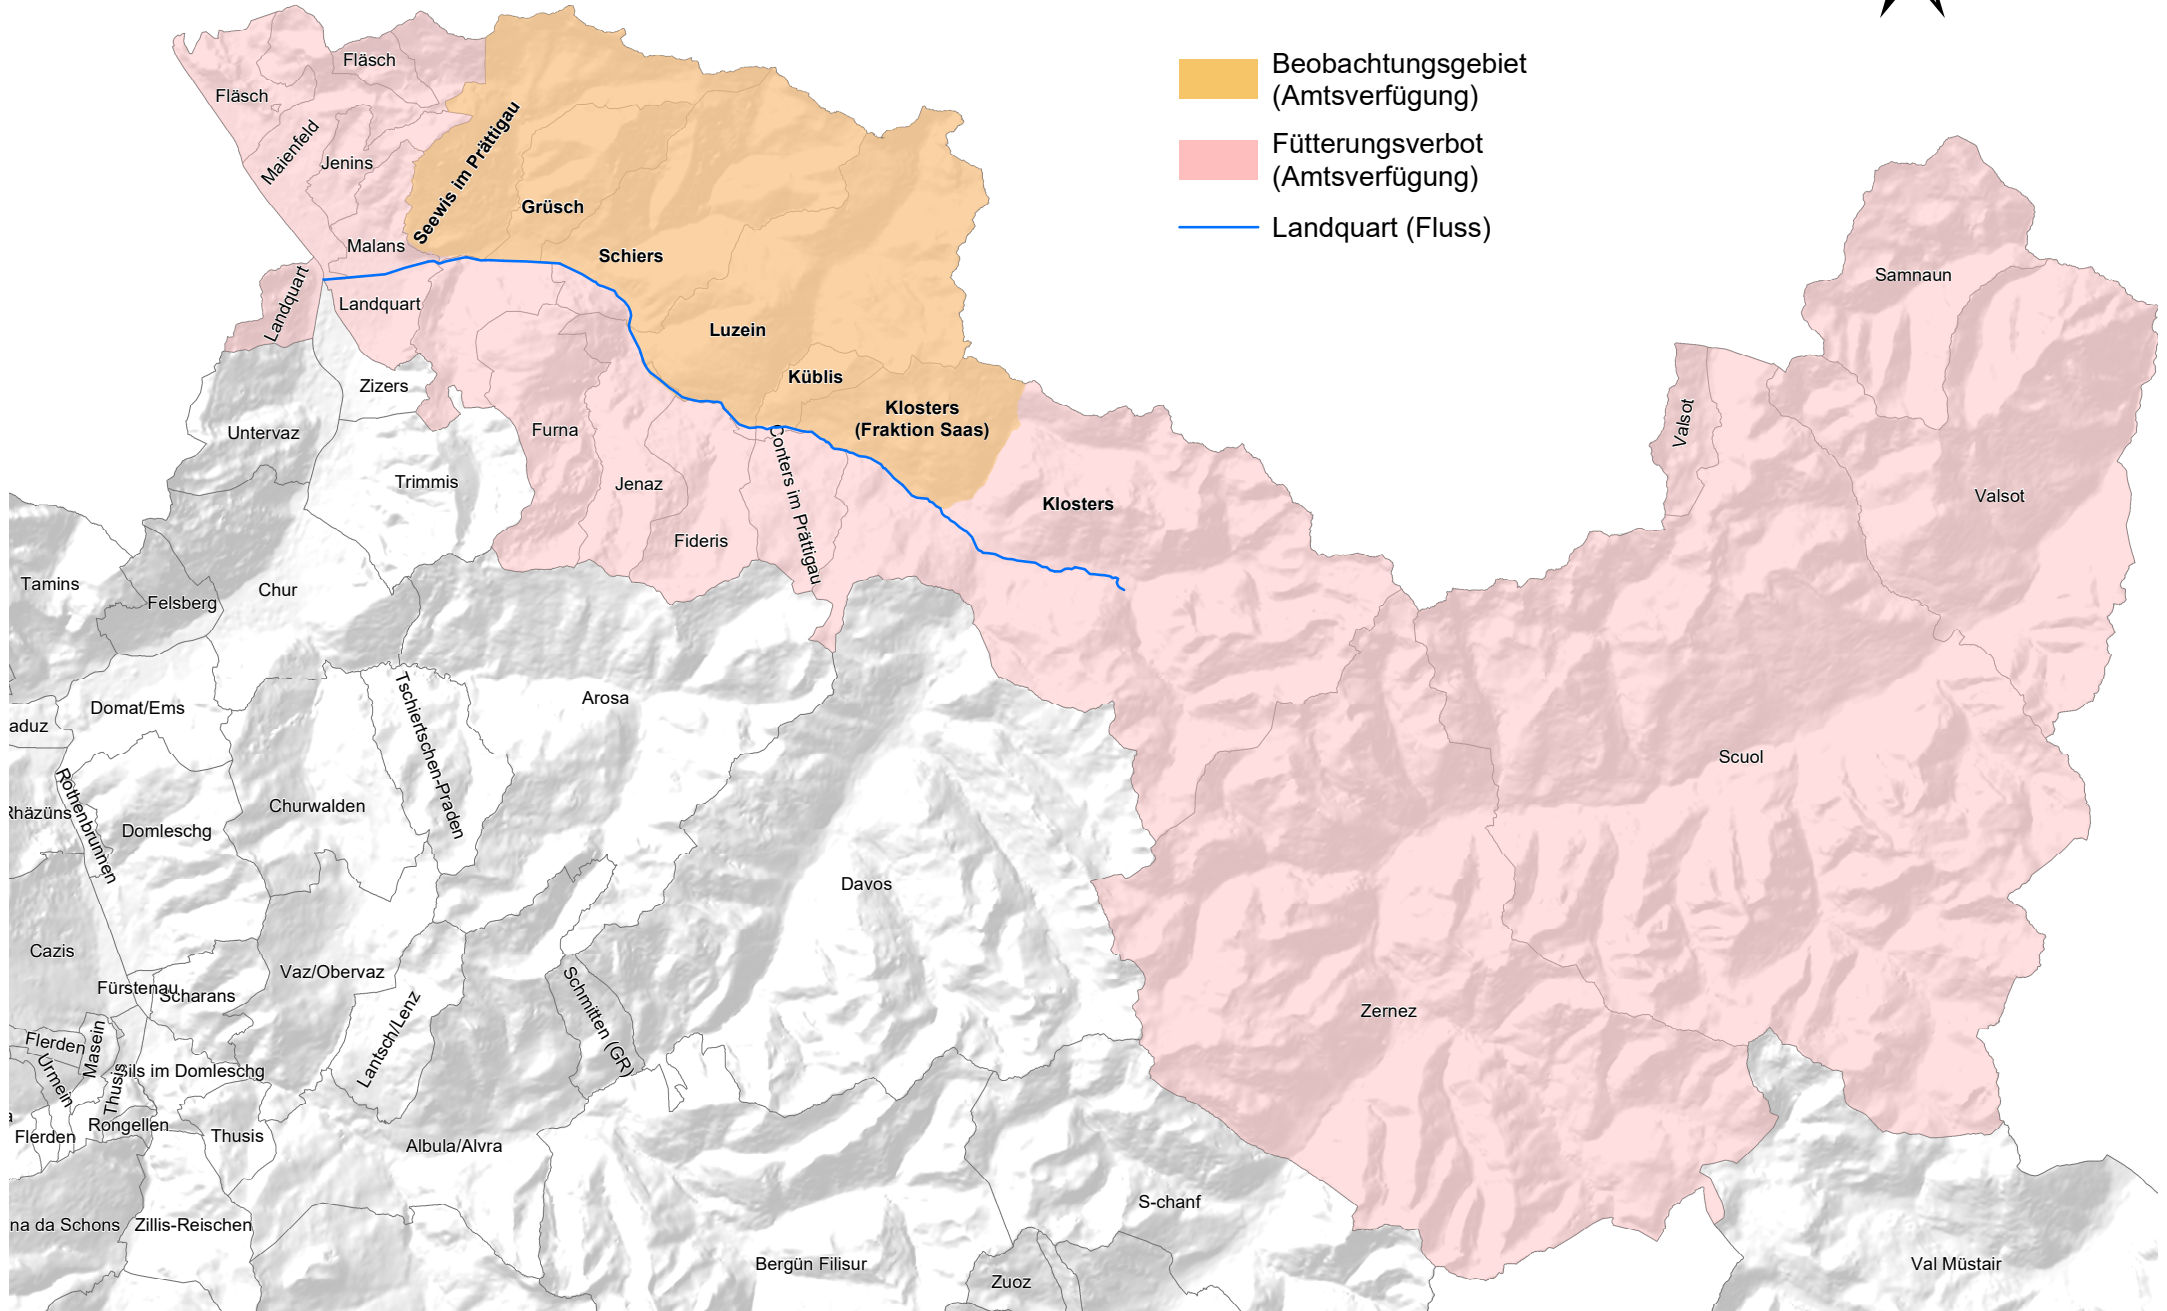 Beobachtungsgebiet
(Amtsverfügung)
Fütterungsverbot
(Amtsverfügung)
Landquart (Fluss)
Fläsch
Fläsch
Maienfeld
Jenins
Seewis im Prättigau
Grüsch
Malans
Schiers
Landquart
Landquart
Luzein
Küblis
Klosters
(Fraktion Saas)
Zizers
Untervaz
Furna
Conters im Prättigau
Trimmis
Jenaz
Fideris
Klosters
Samnaun
Valsot
Valsot
Tamins
Felsberg
Chur
Domat/Ems
aduz
Tschiertschen-Praden
Arosa
Scuol
Rhäzüns
Rothenbrunnen
Domleschg
Churwalden
Davos
Cazis
Vaz/Obervaz
Fürstenau
Scharans
Lantsch/Lenz
Schmitten (GR)
Zernez
Flerden
Masein
Urmein
Thusis
Sils im Domleschg
a
Flerden
Rongellen
Thusis
Albula/Alvra
na da Schons
Zillis-Reischen
S-chanf
Bergün Filisur
Zuoz
Val Müstair